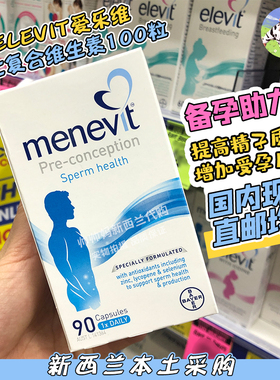 ELEVIT爱乐维
复合维生素100粒
elevit
breastfeeding
备孕助力
提高精子质
增加受孕
国内现
直邮
menevit
Pre-conception
Sperm health
SPECIALLY FORMULATED
with antioxidants including
zinc, lycopene & selenium
to support sperm health
& production
90 Capsules
1x DAILY
BAYER
新西兰本土采购